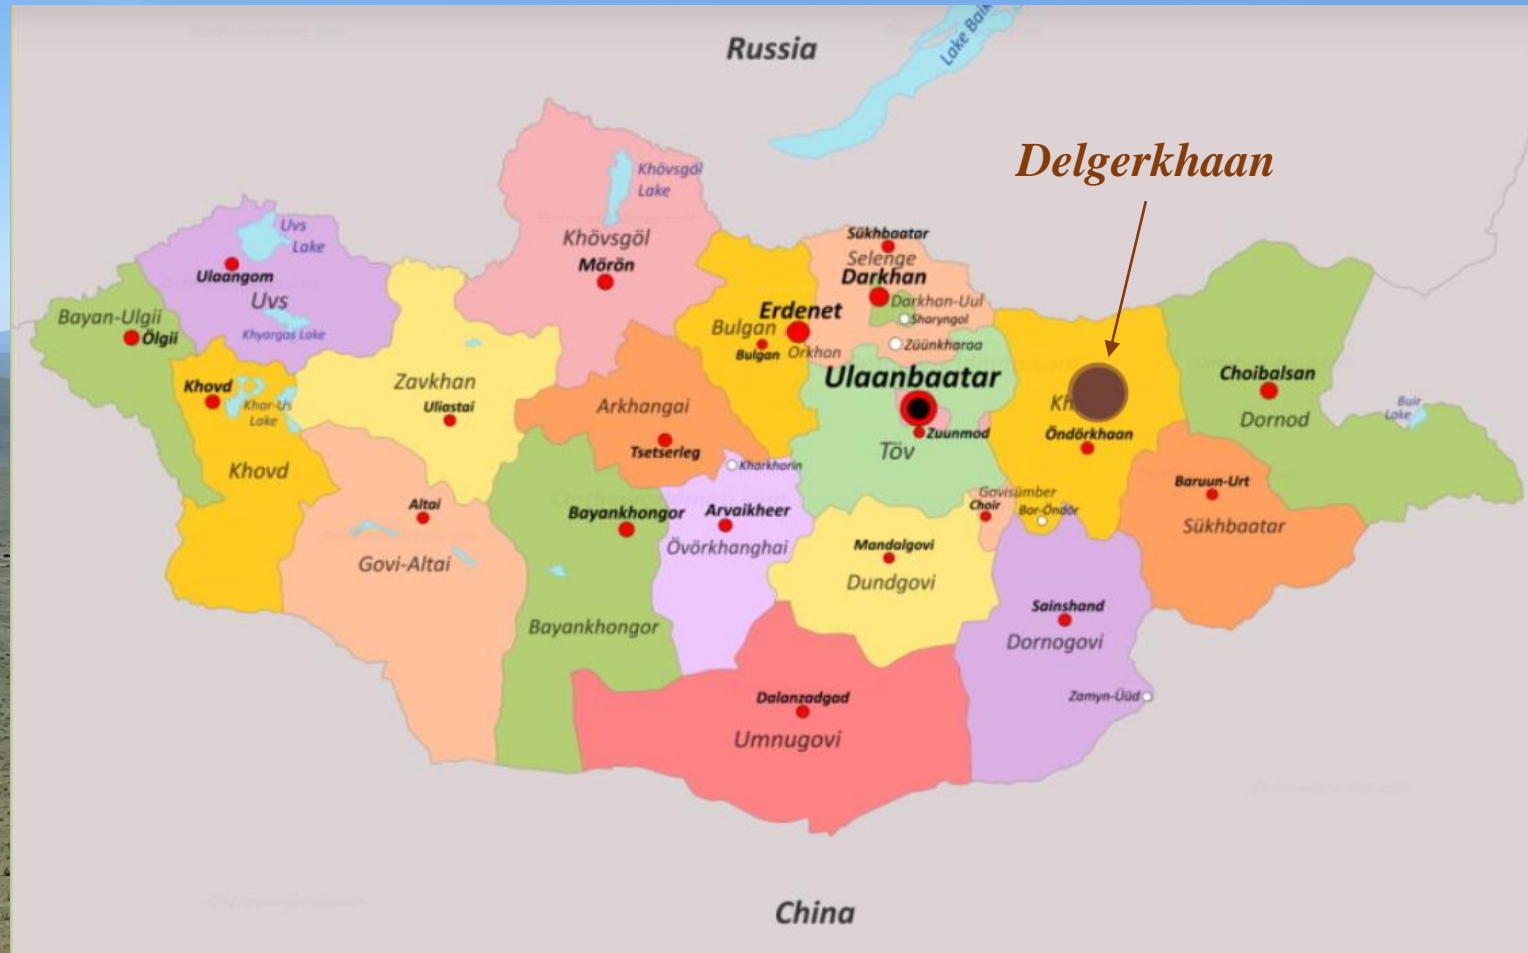 Russia
Lake Baik
Delgerkhaan
Khövsgöl
Lake
Khövsgöl
Mörön
Uvs
Lake
Ulaangom
Uvs
Khyargas Lake
Bayan-Ulgii
Ölgii
Sükhbaatar
Selenge
Darkhan
Darkhan-Uul
Sharyngol
Züünkharaa
Erdenet
Bulgan
Bulgan
Orkhon
Ulaanbaatar
Zuunmod
Töv
Kh
Öndörkhaan
Choibalsan
Dornod
Buir
Lake
Khovd
Khar-Us
Lake
Khovd
Zavkhan
Uliastai
Arkhangai
Tsetserleg
Kharkhorin
Altai
Govi-Altai
Bayankhongor
Bayankhongor
Arvaikheer
Övörkhanghai
Govisümber
Choir
Bor-Öndör
Mandalgovi
Dundgovi
Baruun-Urt
Sükhbaatar
Sainshand
Dornogovi
Zamyn-Üüd
Dalanzadgad
Umnugovi
China